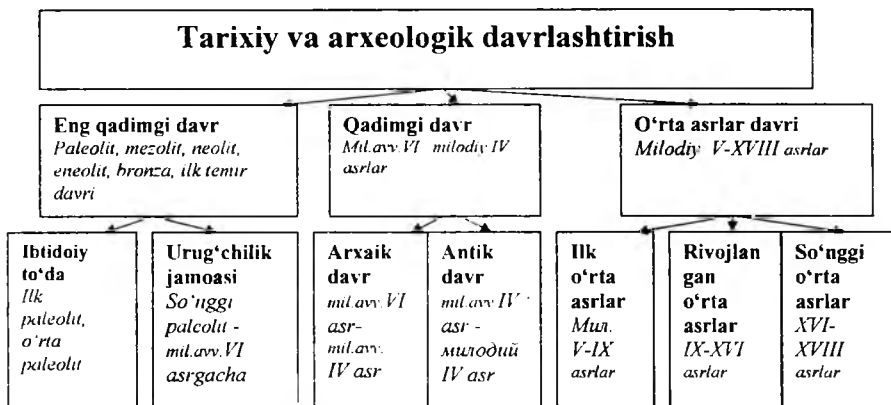 Tarixiy va arxeologik davrlashtirish
Eng qadimgi davr
Paleolit, mezolit, neolit,
eneolit, bronza, ilk temir
davri
Qadimgi davr
Mil.avv.VI milodiy IV
asrlar
O‘rta asrlar davri
Milodiy V-XVIII asrlar
Ibtidoiy
to‘da
Ilk
paleolit,
o‘rta
paleolit
Urug‘chilik
jamoasi
So‘nggi
paleolit -
mil.avv.VI
asrgacha
Arxaik
davr
mil.avv.VI
asr-
mil.avv.
IV asr
Antik
davr
mil.avv IV
asr -
милодий
IV asr
Ilk
o‘rta
asrlar
Мил.
V-IX
asrlar
Rivojlan
gan
o‘rta
asrlar
IX-XVI
asrlar
So‘nggi
o‘rta
asrlar
XVI-
XVIII
asrlar